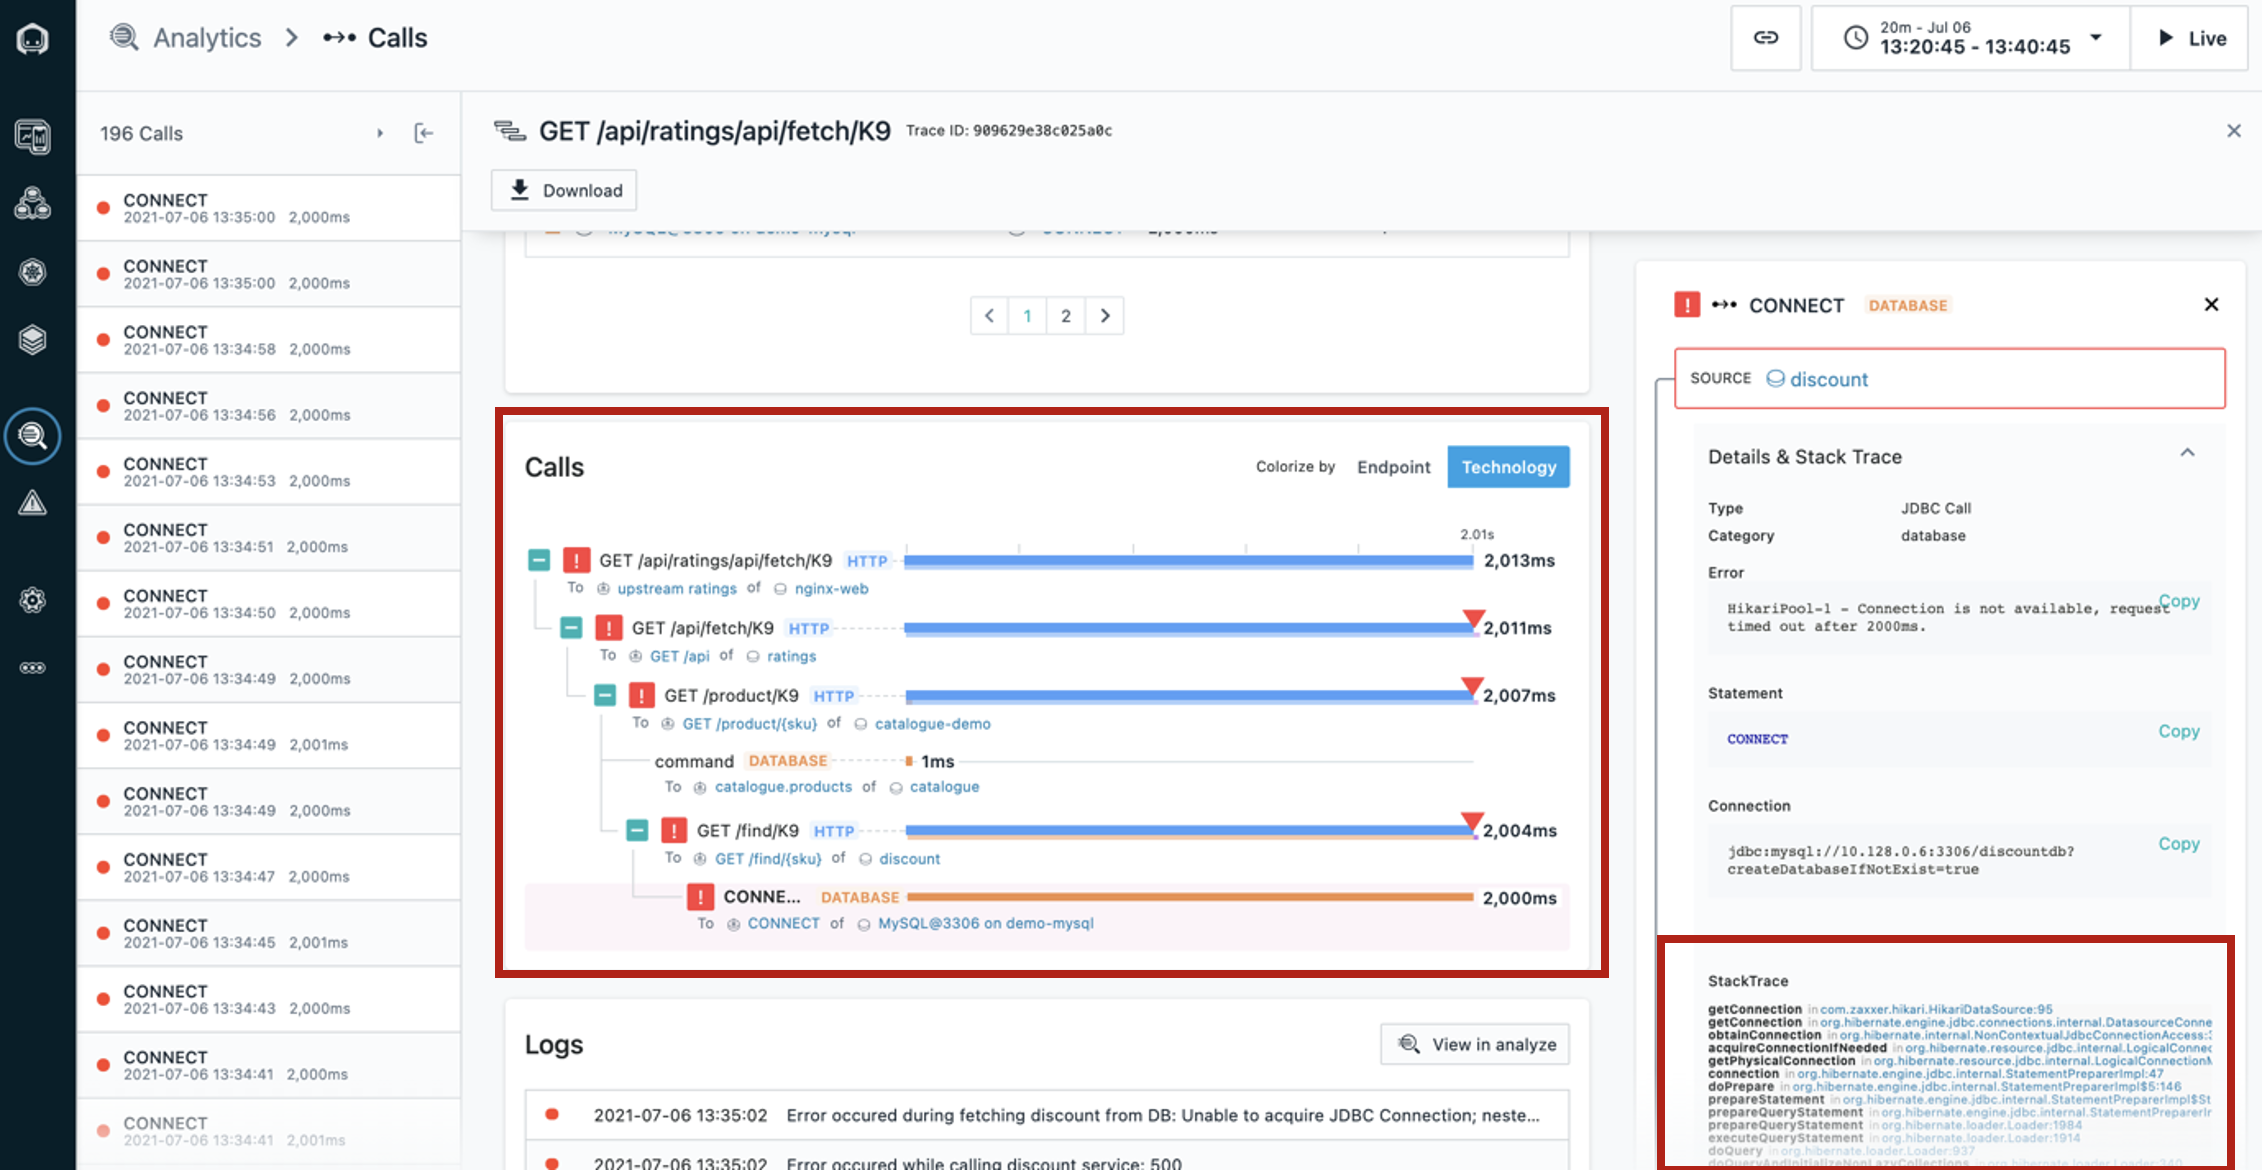 Analytics > Calls
20m - Jul 06
13:20:45 - 13:40:45
Live
196 Calls
CONNECT
2021-07-06 13:35:00 2,000ms
CONNECT
2021-07-06 13:35:00 2,000ms
CONNECT
2021-07-06 13:34:58 2,000ms
CONNECT
2021-07-06 13:34:56 2,000ms
CONNECT
2021-07-06 13:34:53 2,000ms
CONNECT
2021-07-06 13:34:51 2,000ms
CONNECT
2021-07-06 13:34:50 2,000ms
CONNECT
2021-07-06 13:34:49 2,000ms
CONNECT
2021-07-06 13:34:49 2,001ms
CONNECT
2021-07-06 13:34:49 2,000ms
CONNECT
2021-07-06 13:34:47 2,000ms
CONNECT
2021-07-06 13:34:45 2,001ms
CONNECT
2021-07-06 13:34:43 2,000ms
CONNECT
2021-07-06 13:34:41 2,000ms
CONNECT
2021-07-06 13:34:41 2,001ms
GET /api/ratings/api/fetch/K9 Trace ID: 909629e38c025a0c
Download
1 2
Calls
Colorize by Endpoint Technology
2.01s
GET /api/ratings/api/fetch/K9 HTTP 2,013ms
To upstream ratings of nginx-web
GET /api/fetch/K9 HTTP 2,011ms
To GET /api of ratings
GET /product/K9 HTTP 2,007ms
To GET /product/{sku} of catalogue-demo
command DATABASE 1ms
To catalogue.products of catalogue
GET /find/K9 HTTP 2,004ms
To GET /find/{sku} of discount
CONNE... DATABASE 2,000ms
To CONNECT of MySQL@3306 on demo-mysql
Logs
View in analyze
2021-07-06 13:35:02 Error occured during fetching discount from DB: Unable to acquire JDBC Connection; neste...
2021-07-06 13:35:02 Error occured while calling discount service: 500
CONNECT DATABASE
SOURCE discount
Details & Stack Trace
Type JDBC Call
Category database
Error
Copy
HikariPool-1 - Connection is not available, request
timed out after 2000ms.
Statement
Copy
CONNECT
Connection
Copy
jdbc:mysql://10.128.0.6:3306/discountdb?
createDatabaseIfNotExist=true
StackTrace
getConnection in com.zaxxer.hikari.HikariDataSource:95
getConnection in org.hibernate.engine.jdbc.connections.internal.DatasourceConne
obtainConnection in org.hibernate.internal.NonContextualJdbcConnectionAccess:
acquireConnectionIfNeeded in org.hibernate.resource.jdbc.internal.LogicalConnec
getPhysicalConnection in org.hibernate.resource.jdbc.internal.LogicalConnection
connection in org.hibernate.engine.jdbc.internal.StatementPreparerImpl:47
doPrepare in org.hibernate.engine.jdbc.internal.StatementPreparerImpl$5:146
prepareStatement in org.hibernate.engine.jdbc.internal.StatementPreparerImpl$St
prepareQueryStatement in org.hibernate.engine.jdbc.internal.StatementPreparerIr
prepareQueryStatement in org.hibernate.loader.Loader:1984
executeQueryStatement in org.hibernate.loader.Loader:1914
doQuery in org.hibernate.loader.Loader:937
doQueryAndInitializeNonLazyCollections in org.hibernate.loader.Loader:340